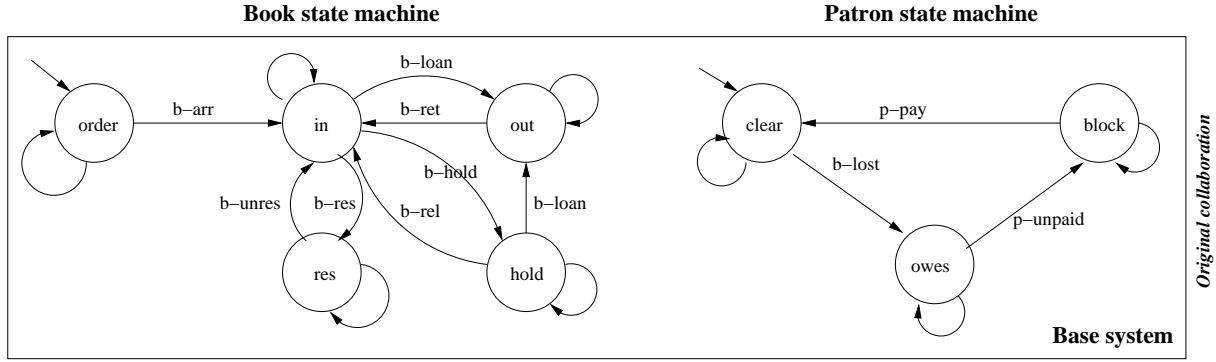 Book state machine
Patron state machine
b−loan
b−arr
b−ret
order
in
out
clear
p−pay
block
b−lost
b−hold
b−unres
b−res
b−rel
b−loan
p−unpaid
res
hold
owes
Original collaboration
Base system